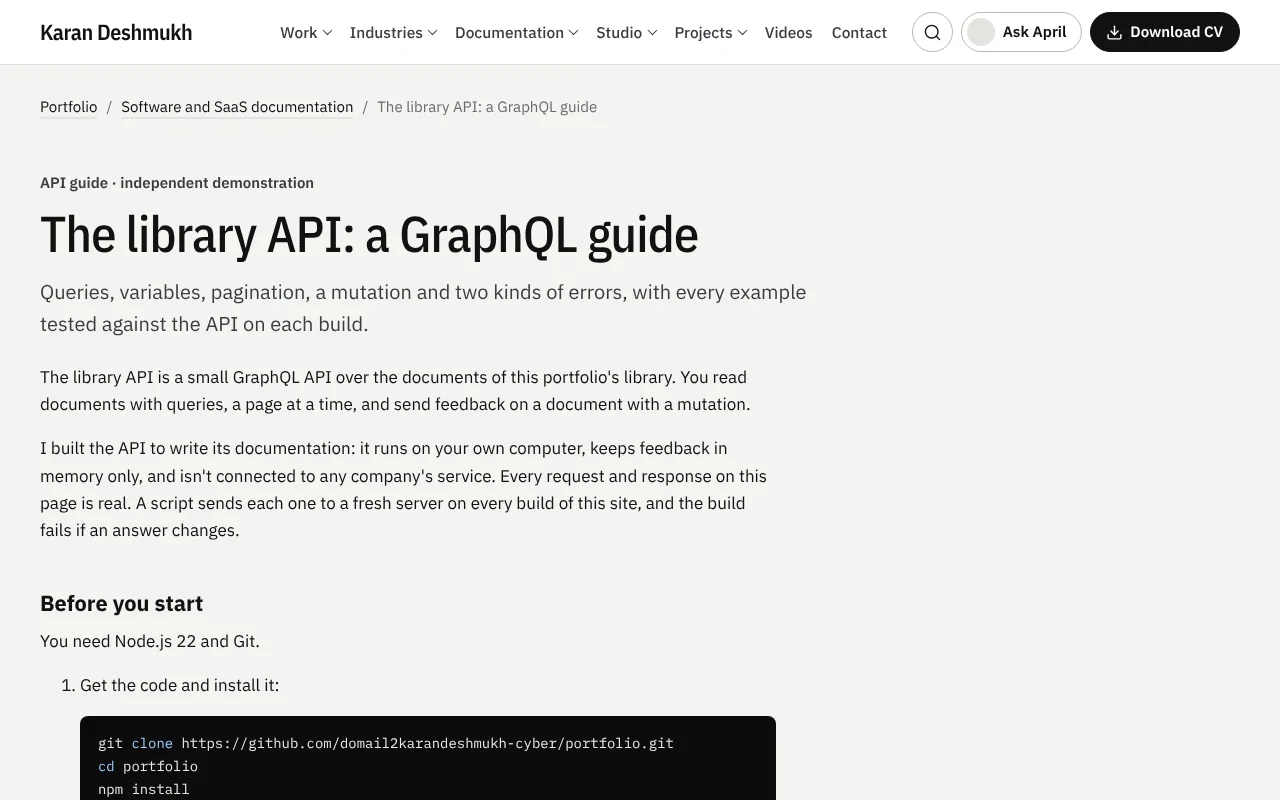 Karan Deshmukh
Work
Industries
Documentation
Studio
Projects
Videos
Contact
Ask April
Download CV
Portfolio / Software and SaaS documentation / The library API: a GraphQL guide
API guide · independent demonstration
The library API: a GraphQL guide
Queries, variables, pagination, a mutation and two kinds of errors, with every example
tested against the API on each build.
The library API is a small GraphQL API over the documents of this portfolio's library. You read
documents with queries, a page at a time, and send feedback on a document with a mutation.
I built the API to write its documentation: it runs on your own computer, keeps feedback in
memory only, and isn't connected to any company's service. Every request and response on this
page is real. A script sends each one to a fresh server on every build of this site, and the build
fails if an answer changes.
Before you start
You need Node.js 22 and Git.
1. Get the code and install it:
git clone https://github.com/domail2karandeshmukh-cyber/portfolio.git
cd portfolio
npm install